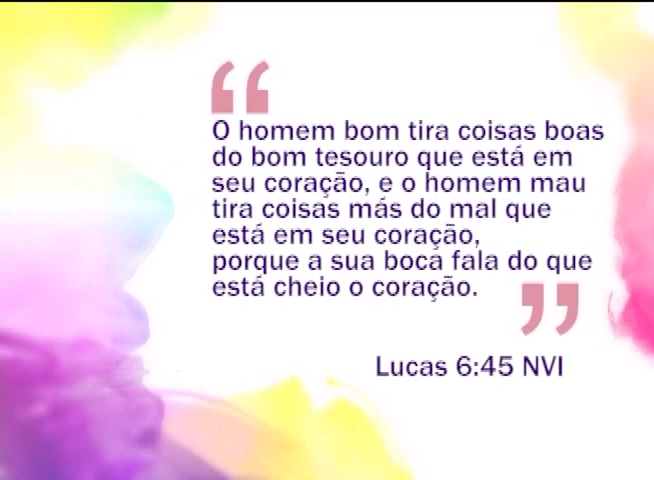 “
O homem bom tira coisas boas
do bom tesouro que está em
seu coração, e o homem mau
tira coisas más do mal que
está em seu coração,
porque a sua boca fala do que
está cheio o coração.
”
Lucas 6:45 NVI